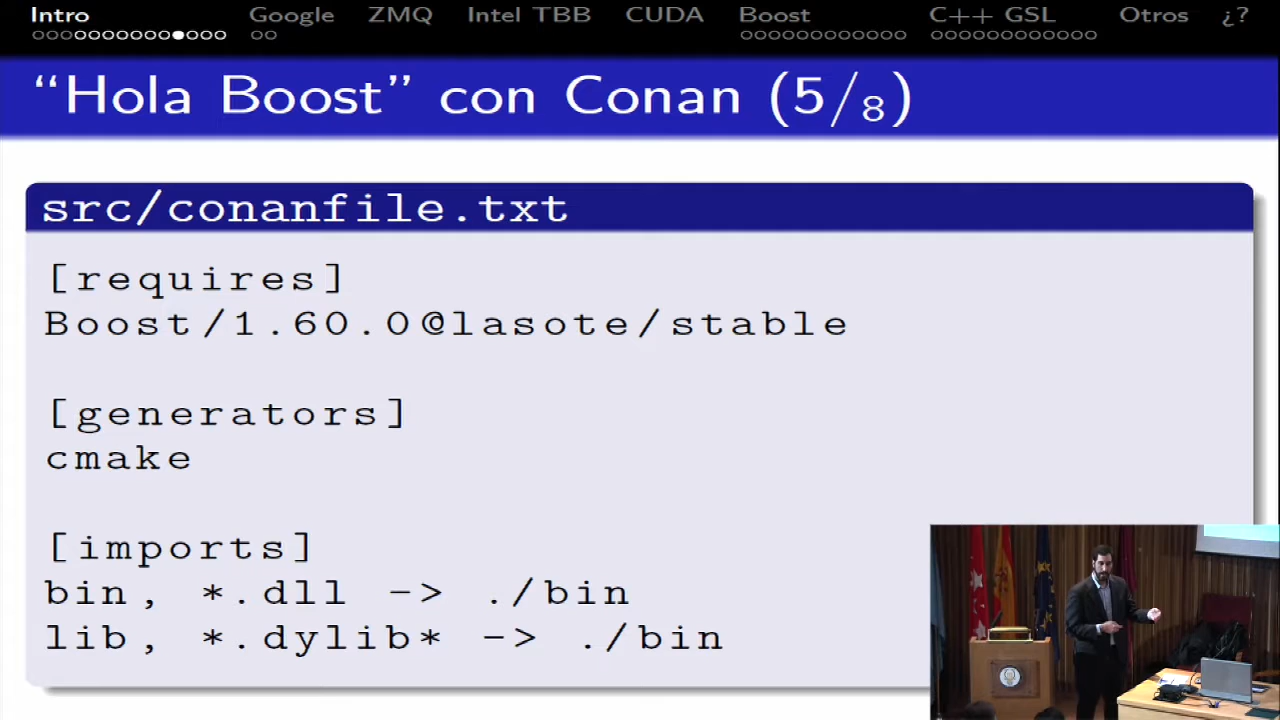 Intro Google ZMQ Intel TBB CUDA Boost C++ GSL Otros ¿?
“Hola Boost” con Conan (5/8)
src/conanfile.txt
[requires]
Boost/1.60.0@lasote/stable
[generators]
cmake
[imports]
bin, *.dll -> ./bin
lib, *.dylib* -> ./bin